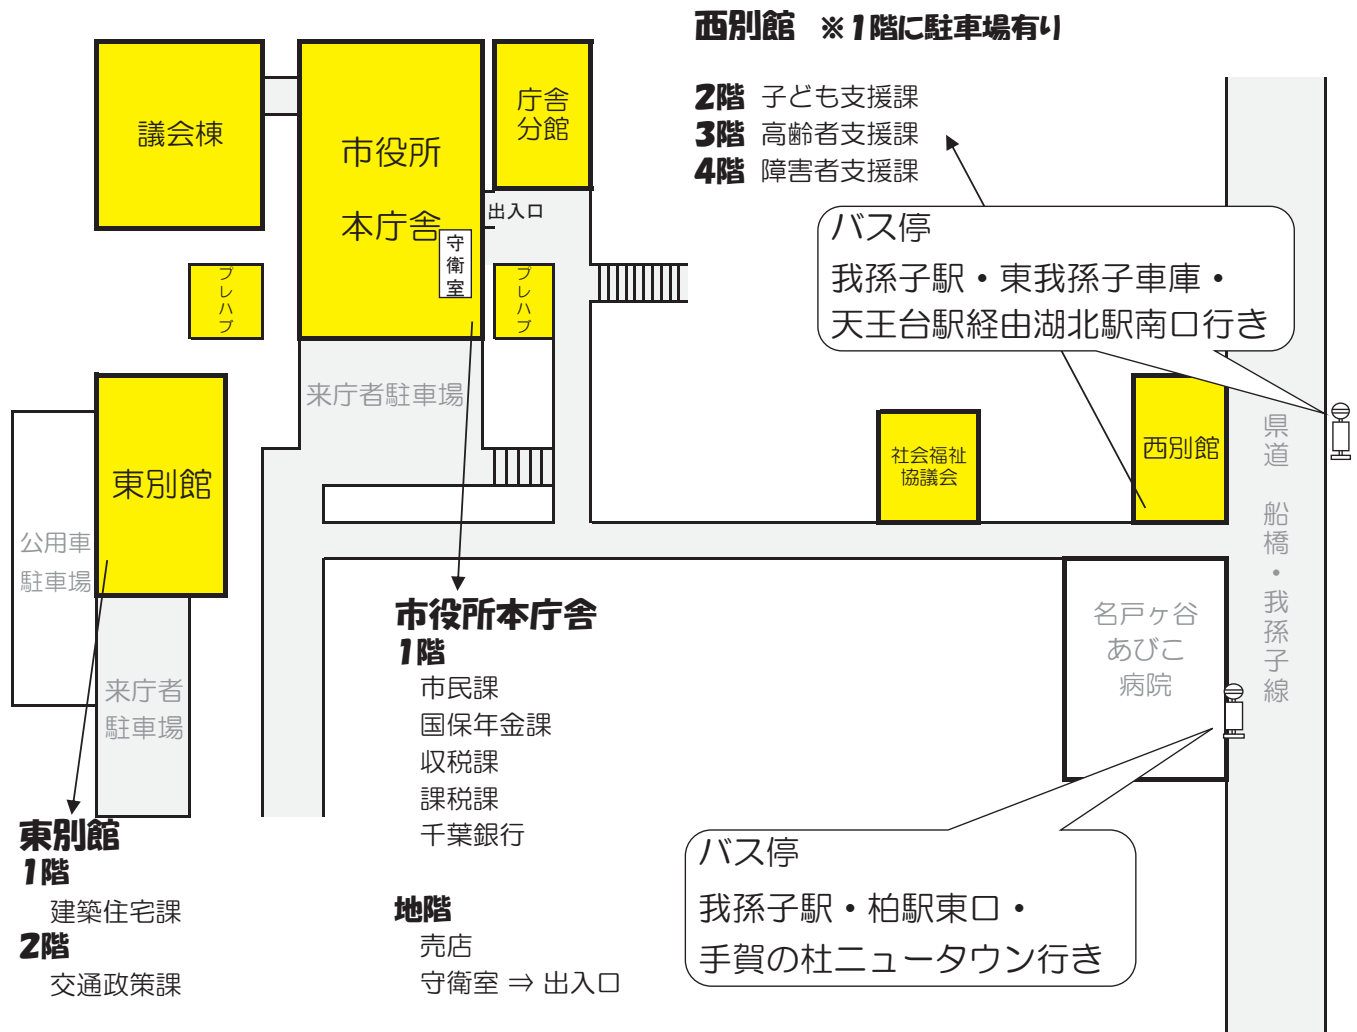 西別館 ※1階に駐車場有り
2階 子ども支援課
3階 高齢者支援課
4階 障害者支援課
議会棟
市役所
本庁舎
庁舎
分館
出入口
守衛室
プレハブ
プレハブ
バス停
我孫子駅・東我孫子車庫・
天王台駅経由湖北駅南口行き
来庁者駐車場
東別館
公用車
駐車場
来庁者
駐車場
社会福祉
協議会
西別館
県道 船橋・我孫子線
名戸ヶ谷
あびこ
病院
市役所本庁舎
1階
市民課
国保年金課
収税課
課税課
千葉銀行
地階
売店
守衛室 ⇒ 出入口
東別館
1階
建築住宅課
2階
交通政策課
バス停
我孫子駅・柏駅東口・
手賀の杜ニュータウン行き